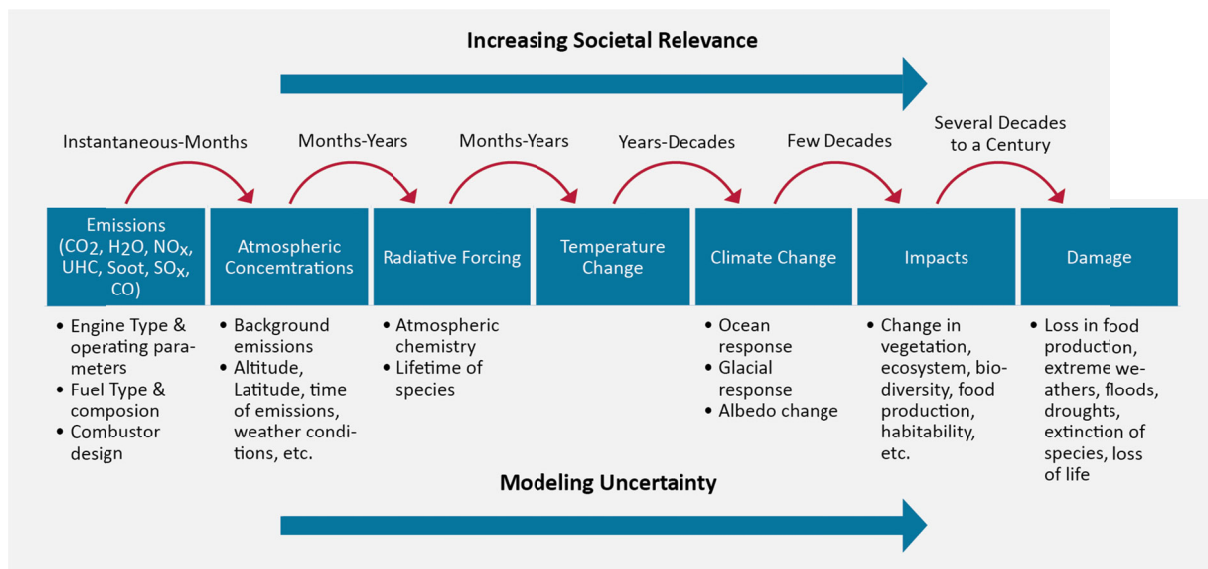 Increasing Societal Relevance
Instantaneous-Months
Months-Years
Months-Years
Years-Decades
Few Decades
Several Decades
to a Century
Emissions
(CO2, H2O, NOx,
UHC, Soot, SOx,
CO)
Atmospheric
Concemtrations
Radiative Forcing
Temperature
Change
Climate Change
Impacts
Damage
• Engine Type &
operating para-
meters
• Fuel Type &
composion
• Combustor
design
• Background
emissions
• Altitude,
Latitude, time
of emissions,
weather condi-
tions, etc.
• Atmospheric
chemistry
• Lifetime of
species
• Ocean
response
• Glacial
response
• Albedo change
• Change in
vegetation,
ecosystem, bio-
diversity, food
production,
habitability,
etc.
• Loss in food
production,
extreme we-
athers, floods,
droughts,
extinction of
species, loss
of life
Modeling Uncertainty